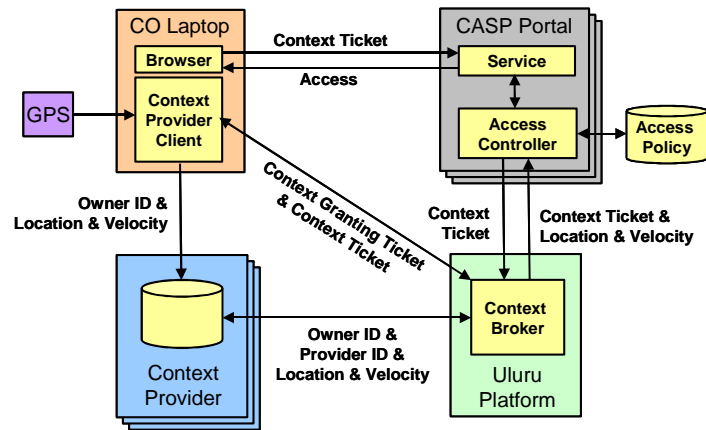 CO Laptop
CASP Portal
Browser
Context Ticket
Access
Service
GPS
Context
Provider
Client
Access
Controller
Access
Policy
Owner ID &
Location & Velocity
Context Granting Ticket
& Context Ticket
Context
Ticket
Context Ticket &
Location & Velocity
Context
Broker
Owner ID &
Provider ID &
Location & Velocity
Context
Provider
Uluru
Platform